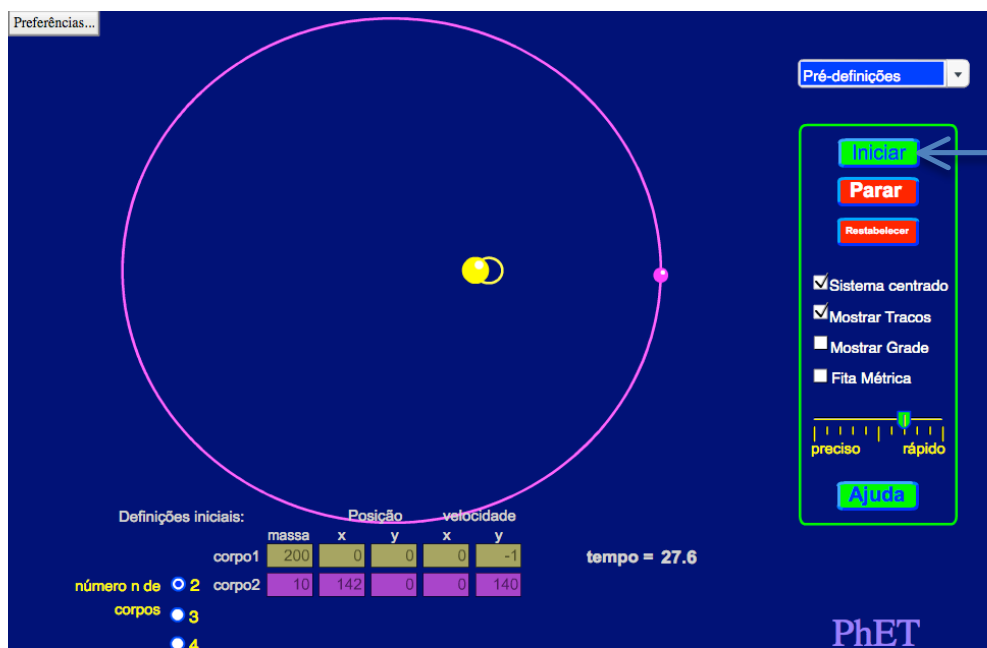 Preferências...
Pré-definições
Iniciar
Parar
Restabelecer
Sistema centrado
Mostrar Tracos
Mostrar Grade
Fita Métrica
preciso rápido
Ajuda
Definições iniciais: Posição velocidade
massa x y x y
corpo1 200 0 0 0 -1
tempo = 27.6
número n de 2 corpo2 10 142 0 0 140
corpos 3
4
PhET